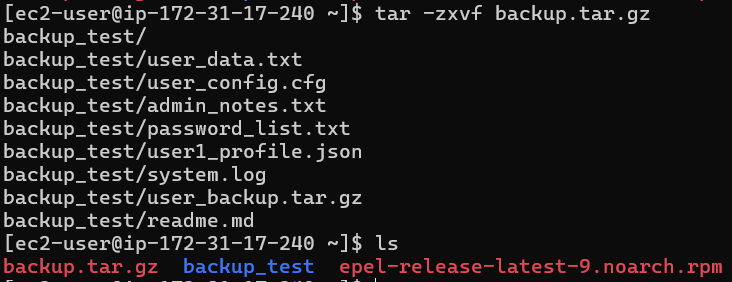 [ec2-user@ip-172-31-17-240 ~]$ tar -zxvf backup.tar.gz
backup_test/
backup_test/user_data.txt
backup_test/user_config.cfg
backup_test/admin_notes.txt
backup_test/password_list.txt
backup_test/user1_profile.json
backup_test/system.log
backup_test/user_backup.tar.gz
backup_test/readme.md
[ec2-user@ip-172-31-17-240 ~]$ ls
backup.tar.gz  backup_test  epel-release-latest-9.noarch.rpm